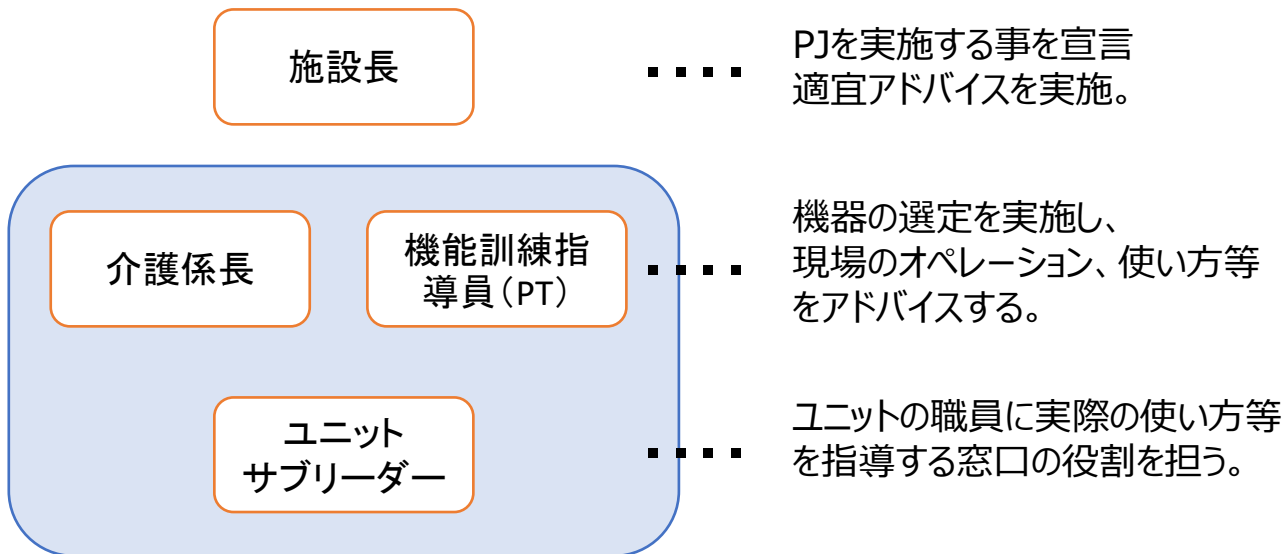 施設長
PJを実施する事を宣言
適宜アドバイスを実施。
介護係長
機能訓練指
導員（PT）
機器の選定を実施し、
現場のオペレーション、使い方等
をアドバイスする。
ユニット
サブリーダー
ユニットの職員に実際の使い方等
を指導する窓口の役割を担う。